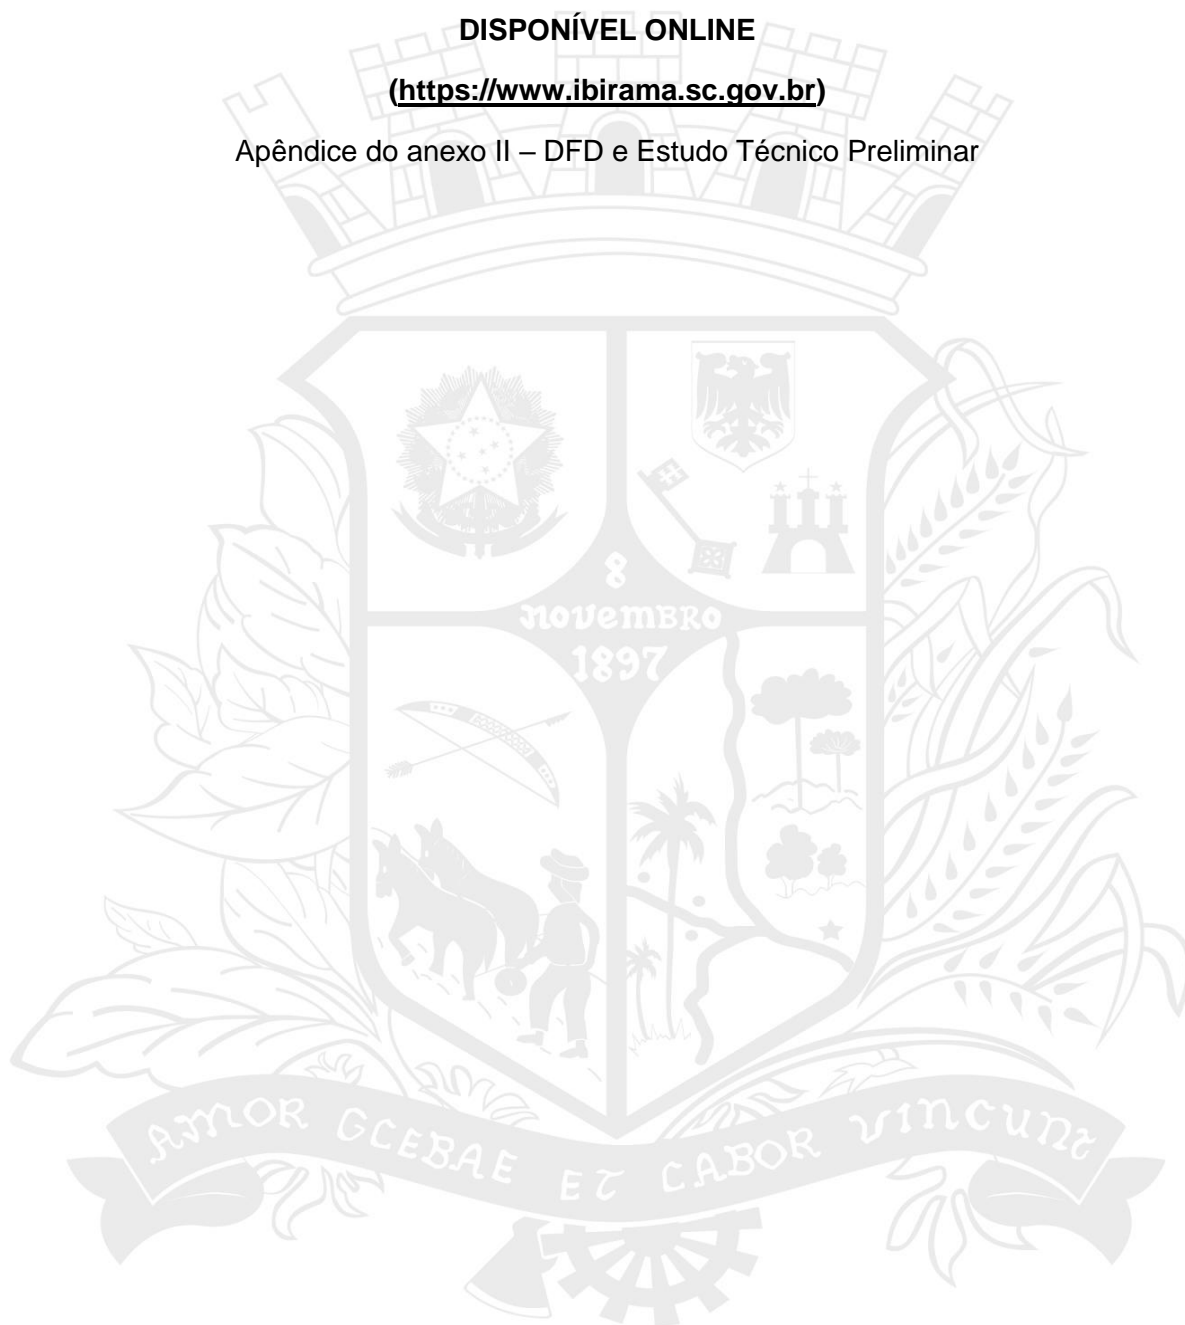 DISPONÍVEL ONLINE
(https://www.ibirama.sc.gov.br)
Apêndice do anexo II – DFD e Estudo Técnico Preliminar
8
NOVEMBRO
1897
AMOR GLEBAE ET LABOR VINCUNT